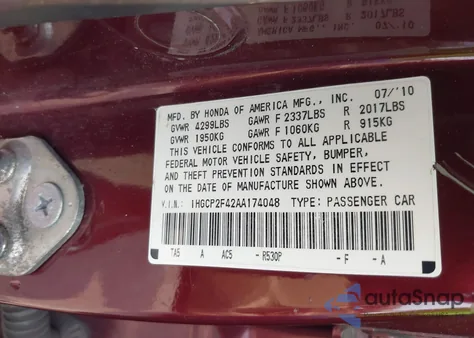 MFD. BY HONDA OF AMERICA MFG., INC. 07/'10
GVWR 4299LBS GAWR F 2337LBS R 2017LBS
GVWR 1950KG GAWR F 1060KG R 915KG
THIS VEHICLE CONFORMS TO ALL APPLICABLE
FEDERAL MOTOR VEHICLE SAFETY, BUMPER,
AND THEFT PREVENTION STANDARDS IN EFFECT
ON THE DATE OF MANUFACTURE SHOWN ABOVE.
V.I.N: 1HGCP2F42AA174048 TYPE: PASSENGER CAR
TA5 A AC5 - R530P -F -A
autoSnap